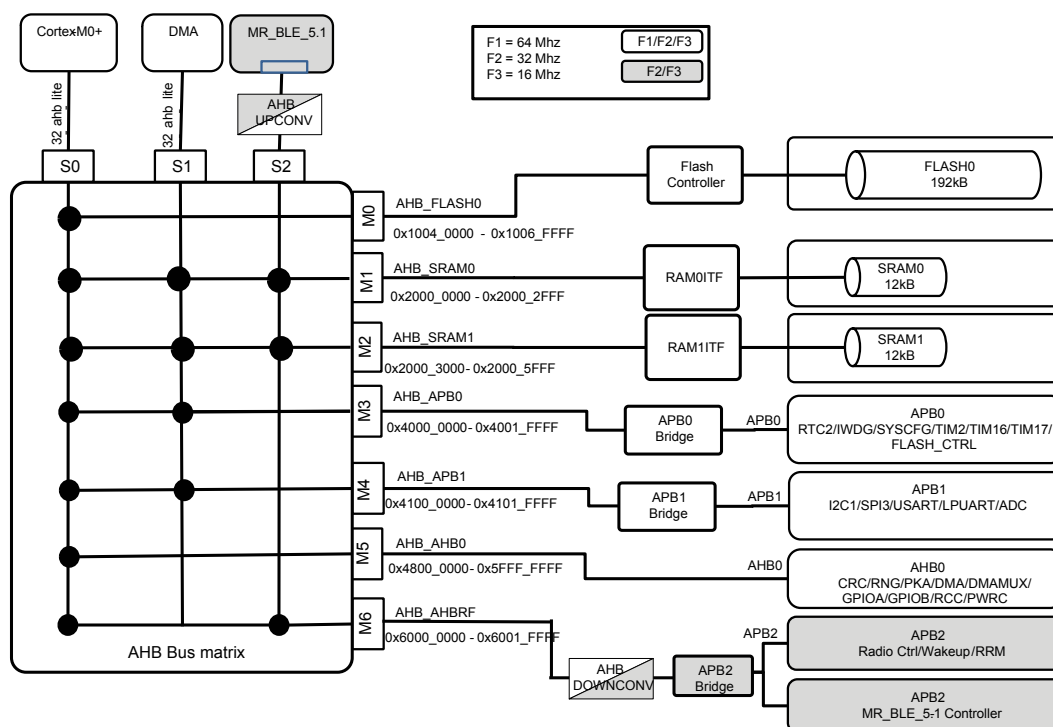 CortexM0+
DMA
MR_BLE_5.1
F1 = 64 Mhz
F2 = 32 Mhz
F3 = 16 Mhz
F1/F2/F3
F2/F3
32 ahb lite
32 ahb lite
AHB
UPCONV
S0
S1
S2
M0
AHB_FLASH0
0x1004_0000 - 0x1006_FFFF
Flash
Controller
FLASH0
192kB
M1
AHB_SRAM0
0x2000_0000 - 0x2000_2FFF
RAM0ITF
SRAM0
12kB
M2
AHB_SRAM1
0x2000_3000- 0x2000_5FFF
RAM1ITF
SRAM1
12kB
M3
AHB_APB0
0x4000_0000- 0x4001_FFFF
APB0
Bridge
APB0
APB0
RTC2/IWDG/SYSCFG/TIM2/TIM16/TIM17/
FLASH_CTRL
M4
AHB_APB1
0x4100_0000- 0x4101_FFFF
APB1
Bridge
APB1
APB1
I2C1/SPI3/USART/LPUART/ADC
M5
AHB_AHB0
0x4800_0000- 0x5FFF_FFFF
AHB0
AHB0
CRC/RNG/PKA/DMA/DMAMUX/
GPIOA/GPIOB/RCC/PWRC
M6
AHB_AHBRF
0x6000_0000 - 0x6001_FFFF
AHB
DOWNCONV
APB2
Bridge
APB2
APB2
Radio Ctrl/Wakeup/RRM
APB2
MR_BLE_5-1 Controller
AHB Bus matrix